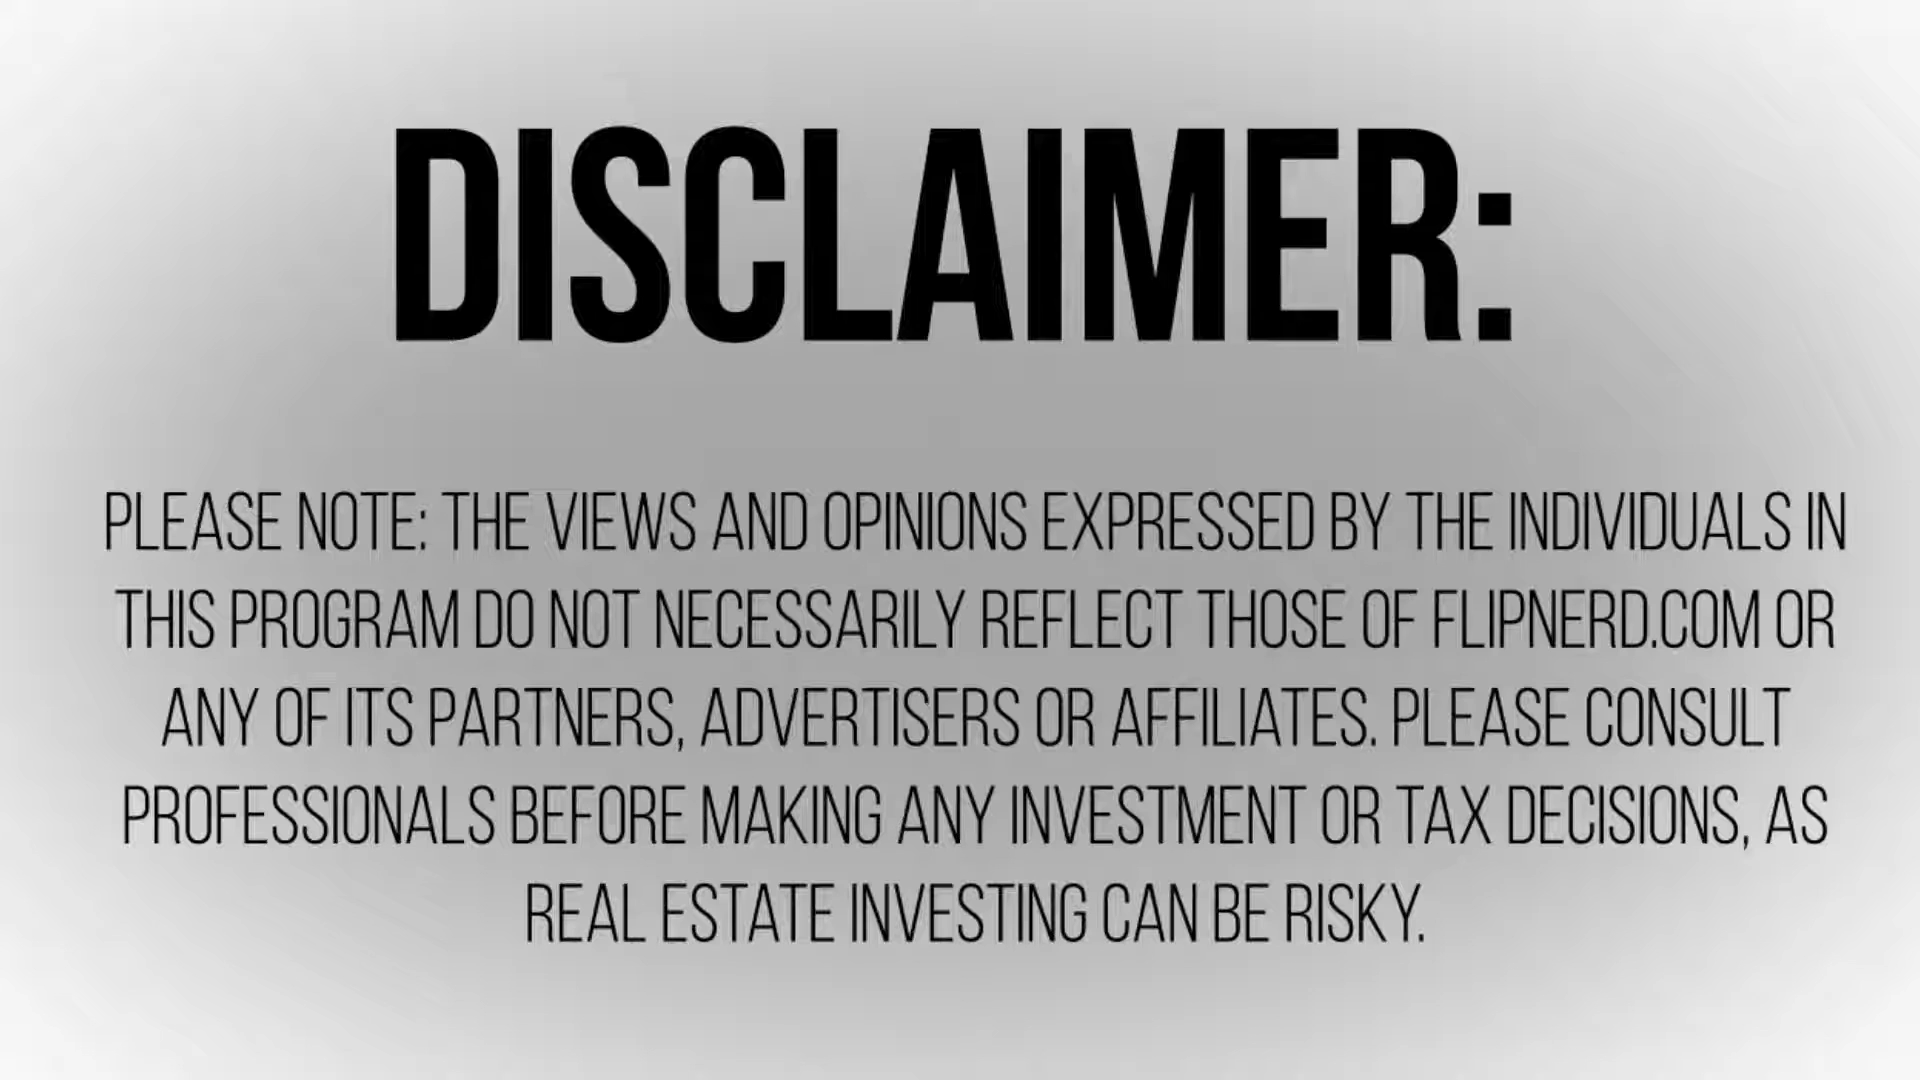 DISCLAIMER:
PLEASE NOTE: THE VIEWS AND OPINIONS EXPRESSED BY THE INDIVIDUALS IN
THIS PROGRAM DO NOT NECESSARILY REFLECT THOSE OF FLIPNERD.COM OR
ANY OF ITS PARTNERS, ADVERTISERS OR AFFILIATES. PLEASE CONSULT
PROFESSIONALS BEFORE MAKING ANY INVESTMENT OR TAX DECISIONS, AS
REAL ESTATE INVESTING CAN BE RISKY.